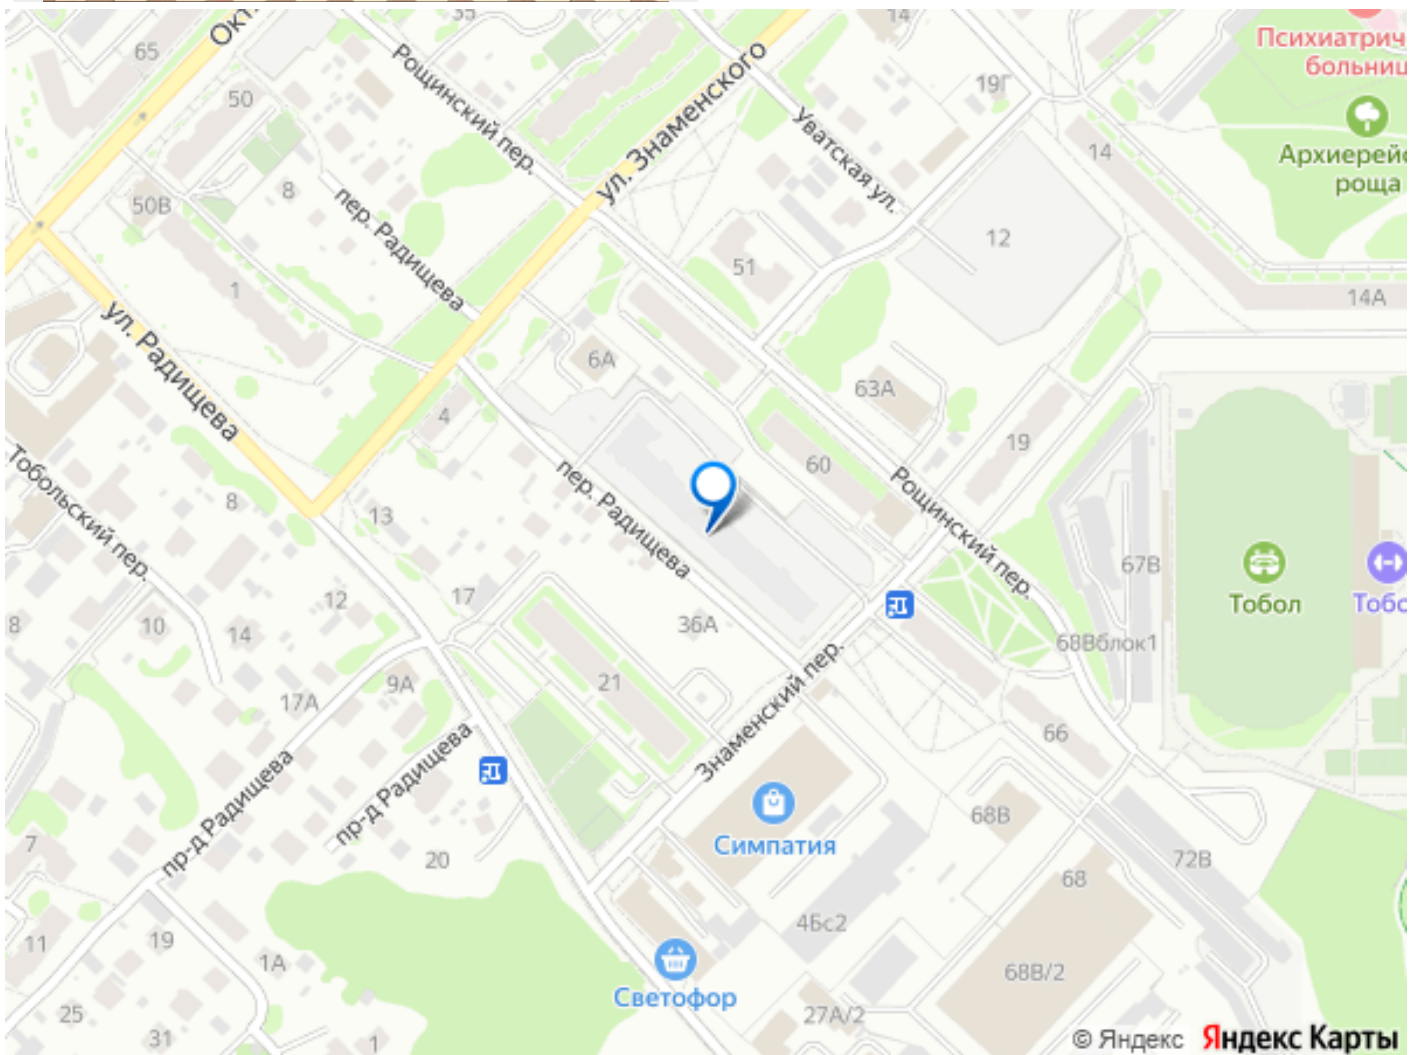 35
14
65
Окт
Психиатрич
больниц
Рощинский пер.
ул. Знаменского
19Г
50
Уватская ул.
14
Архиерейс
роща
8
50В
пер. Радищева
12
51
1
14А
ул. Радищева
6А
63А
4
19
60
Тобольский пер.
8
13
пер. Радищева
Рощинский пер.
67В
Тобол
Тобо
12
17
8
10
14
36А
68Вблок1
Знаменский пер.
21
9А
17А
66
пр-д Радищева
пр-д Радищева
Симпатия
68В
7
20
72В
68
4Бс2
11
19
1А
68В/2
Светофор
25
27А/2
31
1
© Яндекс Яндекс Карты